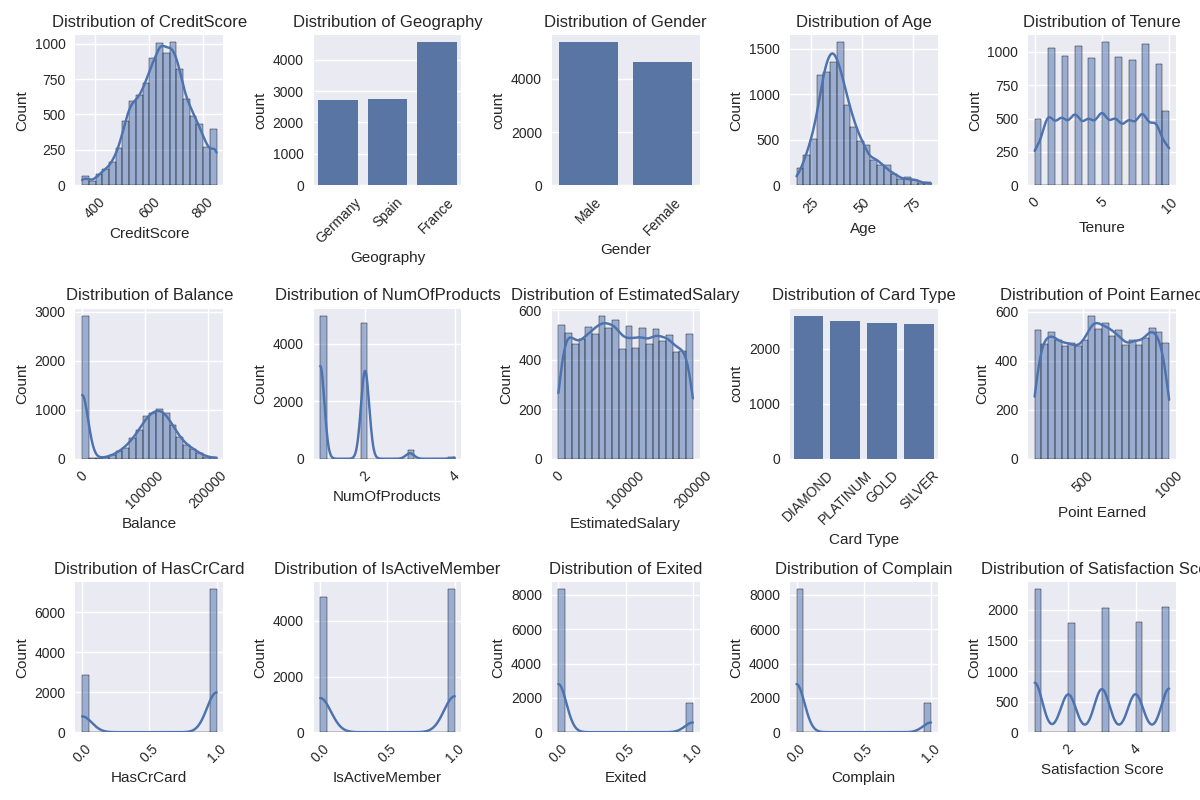 Distribution of CreditScore
Count
1000
750
500
250
0
400
600
800
CreditScore
Distribution of Geography
count
4000
3000
2000
1000
0
Germany
Spain
France
Geography
Distribution of Gender
count
4000
2000
0
Male
Female
Gender
Distribution of Age
Count
1500
1000
500
0
25
50
75
Age
Distribution of Tenure
Count
1000
750
500
250
0
0
5
10
Tenure
Distribution of Balance
Count
3000
2000
1000
0
0
100000
200000
Balance
Distribution of NumOfProducts
Count
4000
2000
0
2
4
NumOfProducts
Distribution of EstimatedSalary
Count
600
400
200
0
0
100000
200000
EstimatedSalary
Distribution of Card Type
count
2000
1000
0
DIAMOND
PLATINUM
GOLD
SILVER
Card Type
Distribution of Point Earned
Count
600
400
200
0
500
1000
Point Earned
Distribution of HasCrCard
Count
6000
4000
2000
0
0.0
0.5
1.0
HasCrCard
Distribution of IsActiveMember
Count
4000
2000
0
0.0
0.5
1.0
IsActiveMember
Distribution of Exited
Count
8000
6000
4000
2000
0
0.0
0.5
1.0
Exited
Distribution of Complain
Count
8000
6000
4000
2000
0
0.0
0.5
1.0
Complain
Distribution of Satisfaction Sc
Count
2000
1500
1000
500
0
2
4
Satisfaction Score